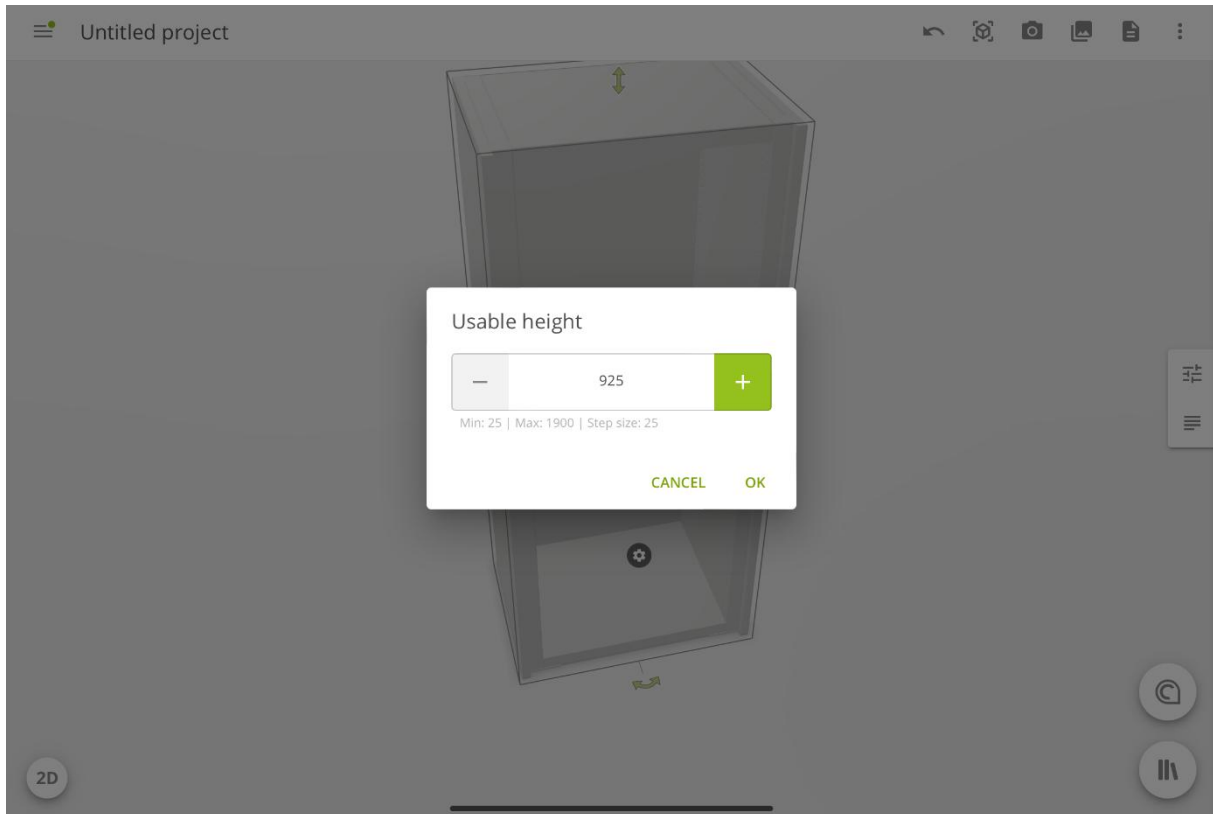 Untitled project
Usable height
925
Min: 25 | Max: 1900 | Step size: 25
CANCEL OK
2D